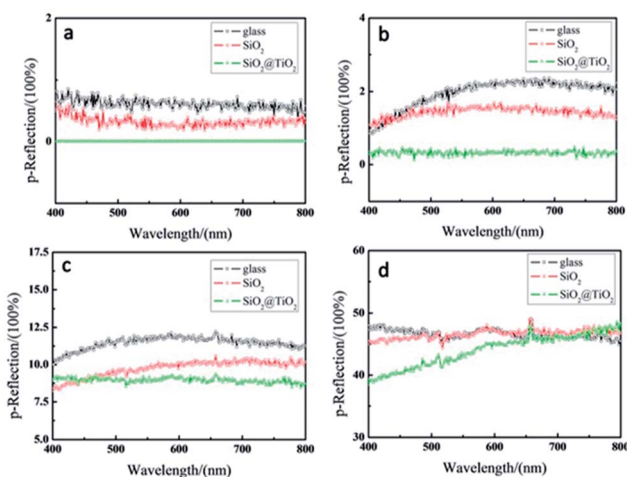 a
glass
SiO₂
SiO₂@TiO₂
p-Reflection/(100%)
2
1
0
400 500 600 700 800
Wavelength/(nm)
b
glass
SiO₂
SiO₂@TiO₂
p-Reflection/(100%)
4
2
0
400 500 600 700 800
Wavelength/(nm)
c
glass
SiO₂
SiO₂@TiO₂
p-Reflection/(100%)
17.5
15.0
12.5
10.0
7.5
5.0
400 500 600 700 800
Wavelength/(nm)
d
glass
SiO₂
SiO₂@TiO₂
p-Reflection/(100%)
60
50
40
30
400 500 600 700 800
Wavelength/(nm)